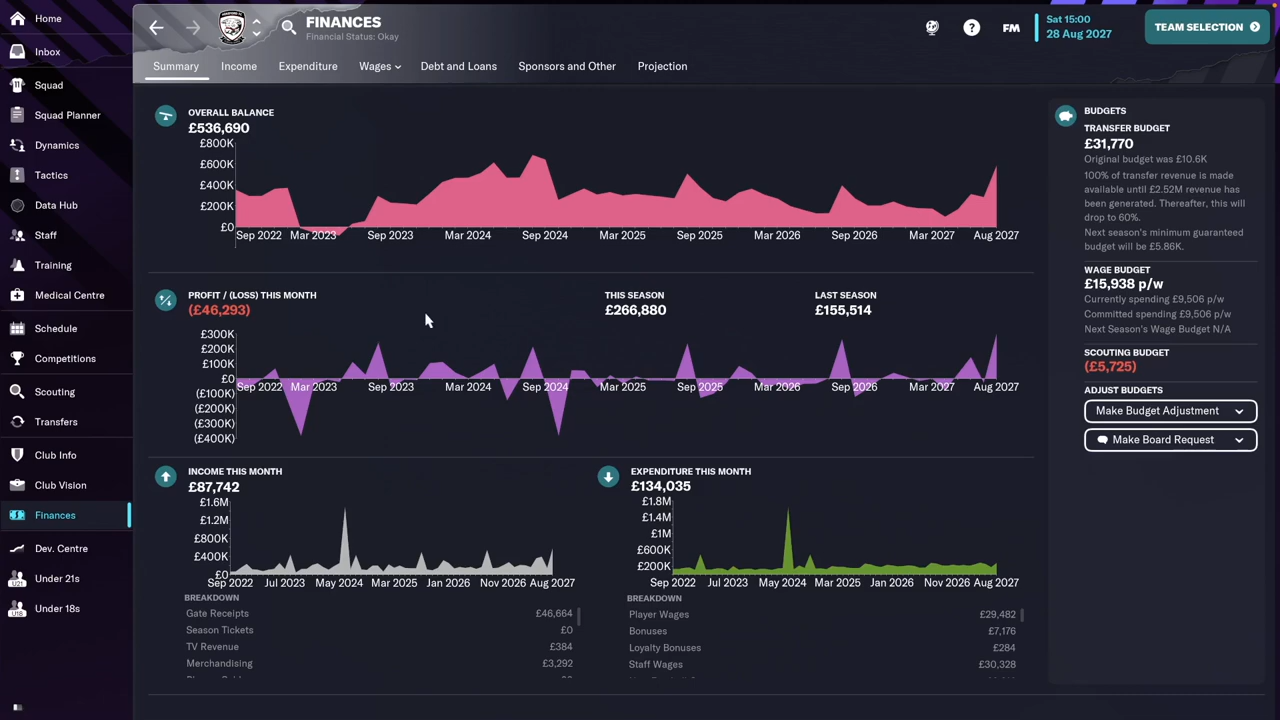 Home
Inbox
Squad
Squad Planner
Dynamics
Tactics
Data Hub
Staff
Training
Medical Centre
Schedule
Competitions
Scouting
Transfers
Club Info
Club Vision
Finances
Dev. Centre
Under 21s
Under 18s
FINANCES
Financial Status: Okay
FM
Sat 15:00
28 Aug 2027
TEAM SELECTION
Summary
Income
Expenditure
Wages
Debt and Loans
Sponsors and Other
Projection
OVERALL BALANCE
£536,690
£800K
£600K
£400K
£200K
£0
Sep 2022 Mar 2023 Sep 2023 Mar 2024 Sep 2024 Mar 2025 Sep 2025 Mar 2026 Sep 2026 Mar 2027 Aug 2027
PROFIT / (LOSS) THIS MONTH
(£46,293)
THIS SEASON
£266,880
LAST SEASON
£155,514
£300K
£200K
£100K
£0
(£100K)
(£200K)
(£300K)
(£400K)
Sep 2022 Mar 2023 Sep 2023 Mar 2024 Sep 2024 Mar 2025 Sep 2025 Mar 2026 Sep 2026 Mar 2027 Aug 2027
INCOME THIS MONTH
£87,742
£1.6M
£1.2M
£800K
£400K
£0
Sep 2022 Jul 2023 May 2024 Mar 2025 Jan 2026 Nov 2026 Aug 2027
BREAKDOWN
Gate Receipts £46,664
Season Tickets £0
TV Revenue £384
Merchandising £3,292
EXPENDITURE THIS MONTH
£134,035
£1.8M
£1.4M
£1M
£600K
£200K
Sep 2022 Jul 2023 May 2024 Mar 2025 Jan 2026 Nov 2026 Aug 2027
BREAKDOWN
Player Wages £29,482
Bonuses £7,176
Loyalty Bonuses £284
Staff Wages £30,328
BUDGETS
TRANSFER BUDGET
£31,770
Original budget was £10.6K
100% of transfer revenue is made
available until £2.52M revenue has
been generated. Thereafter, this will
drop to 60%.
Next season's minimum guaranteed
budget will be £5.86K.
WAGE BUDGET
£15,938 p/w
Currently spending £9,506 p/w
Committed spending £9,506 p/w
Next Season's Wage Budget N/A
SCOUTING BUDGET
(£5,725)
ADJUST BUDGETS
Make Budget Adjustment
Make Board Request